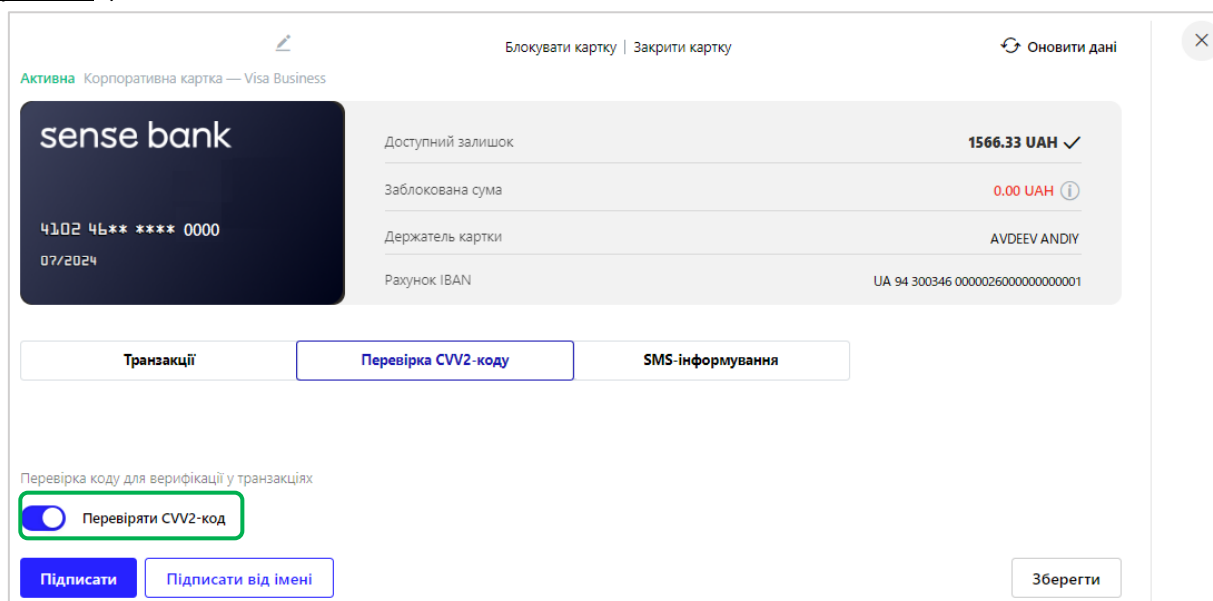 Блокувати картку | Закрити картку
Оновити дані
Активна Корпоративна картка — Visa Business
sense bank
4102 46** **** 0000
07/2024
Доступний залишок 1566.33 UAH
Заблокована сума 0.00 UAH
Держатель картки AVDEEV ANDIY
Рахунок IBAN UA 94 300346 0000026000000000001
Транзакції Перевірка CVV2-коду SMS-інформування
Перевірка коду для верифікації у транзакціях
Перевіряти CVV2-код
Підписати Підписати від імені Зберегти